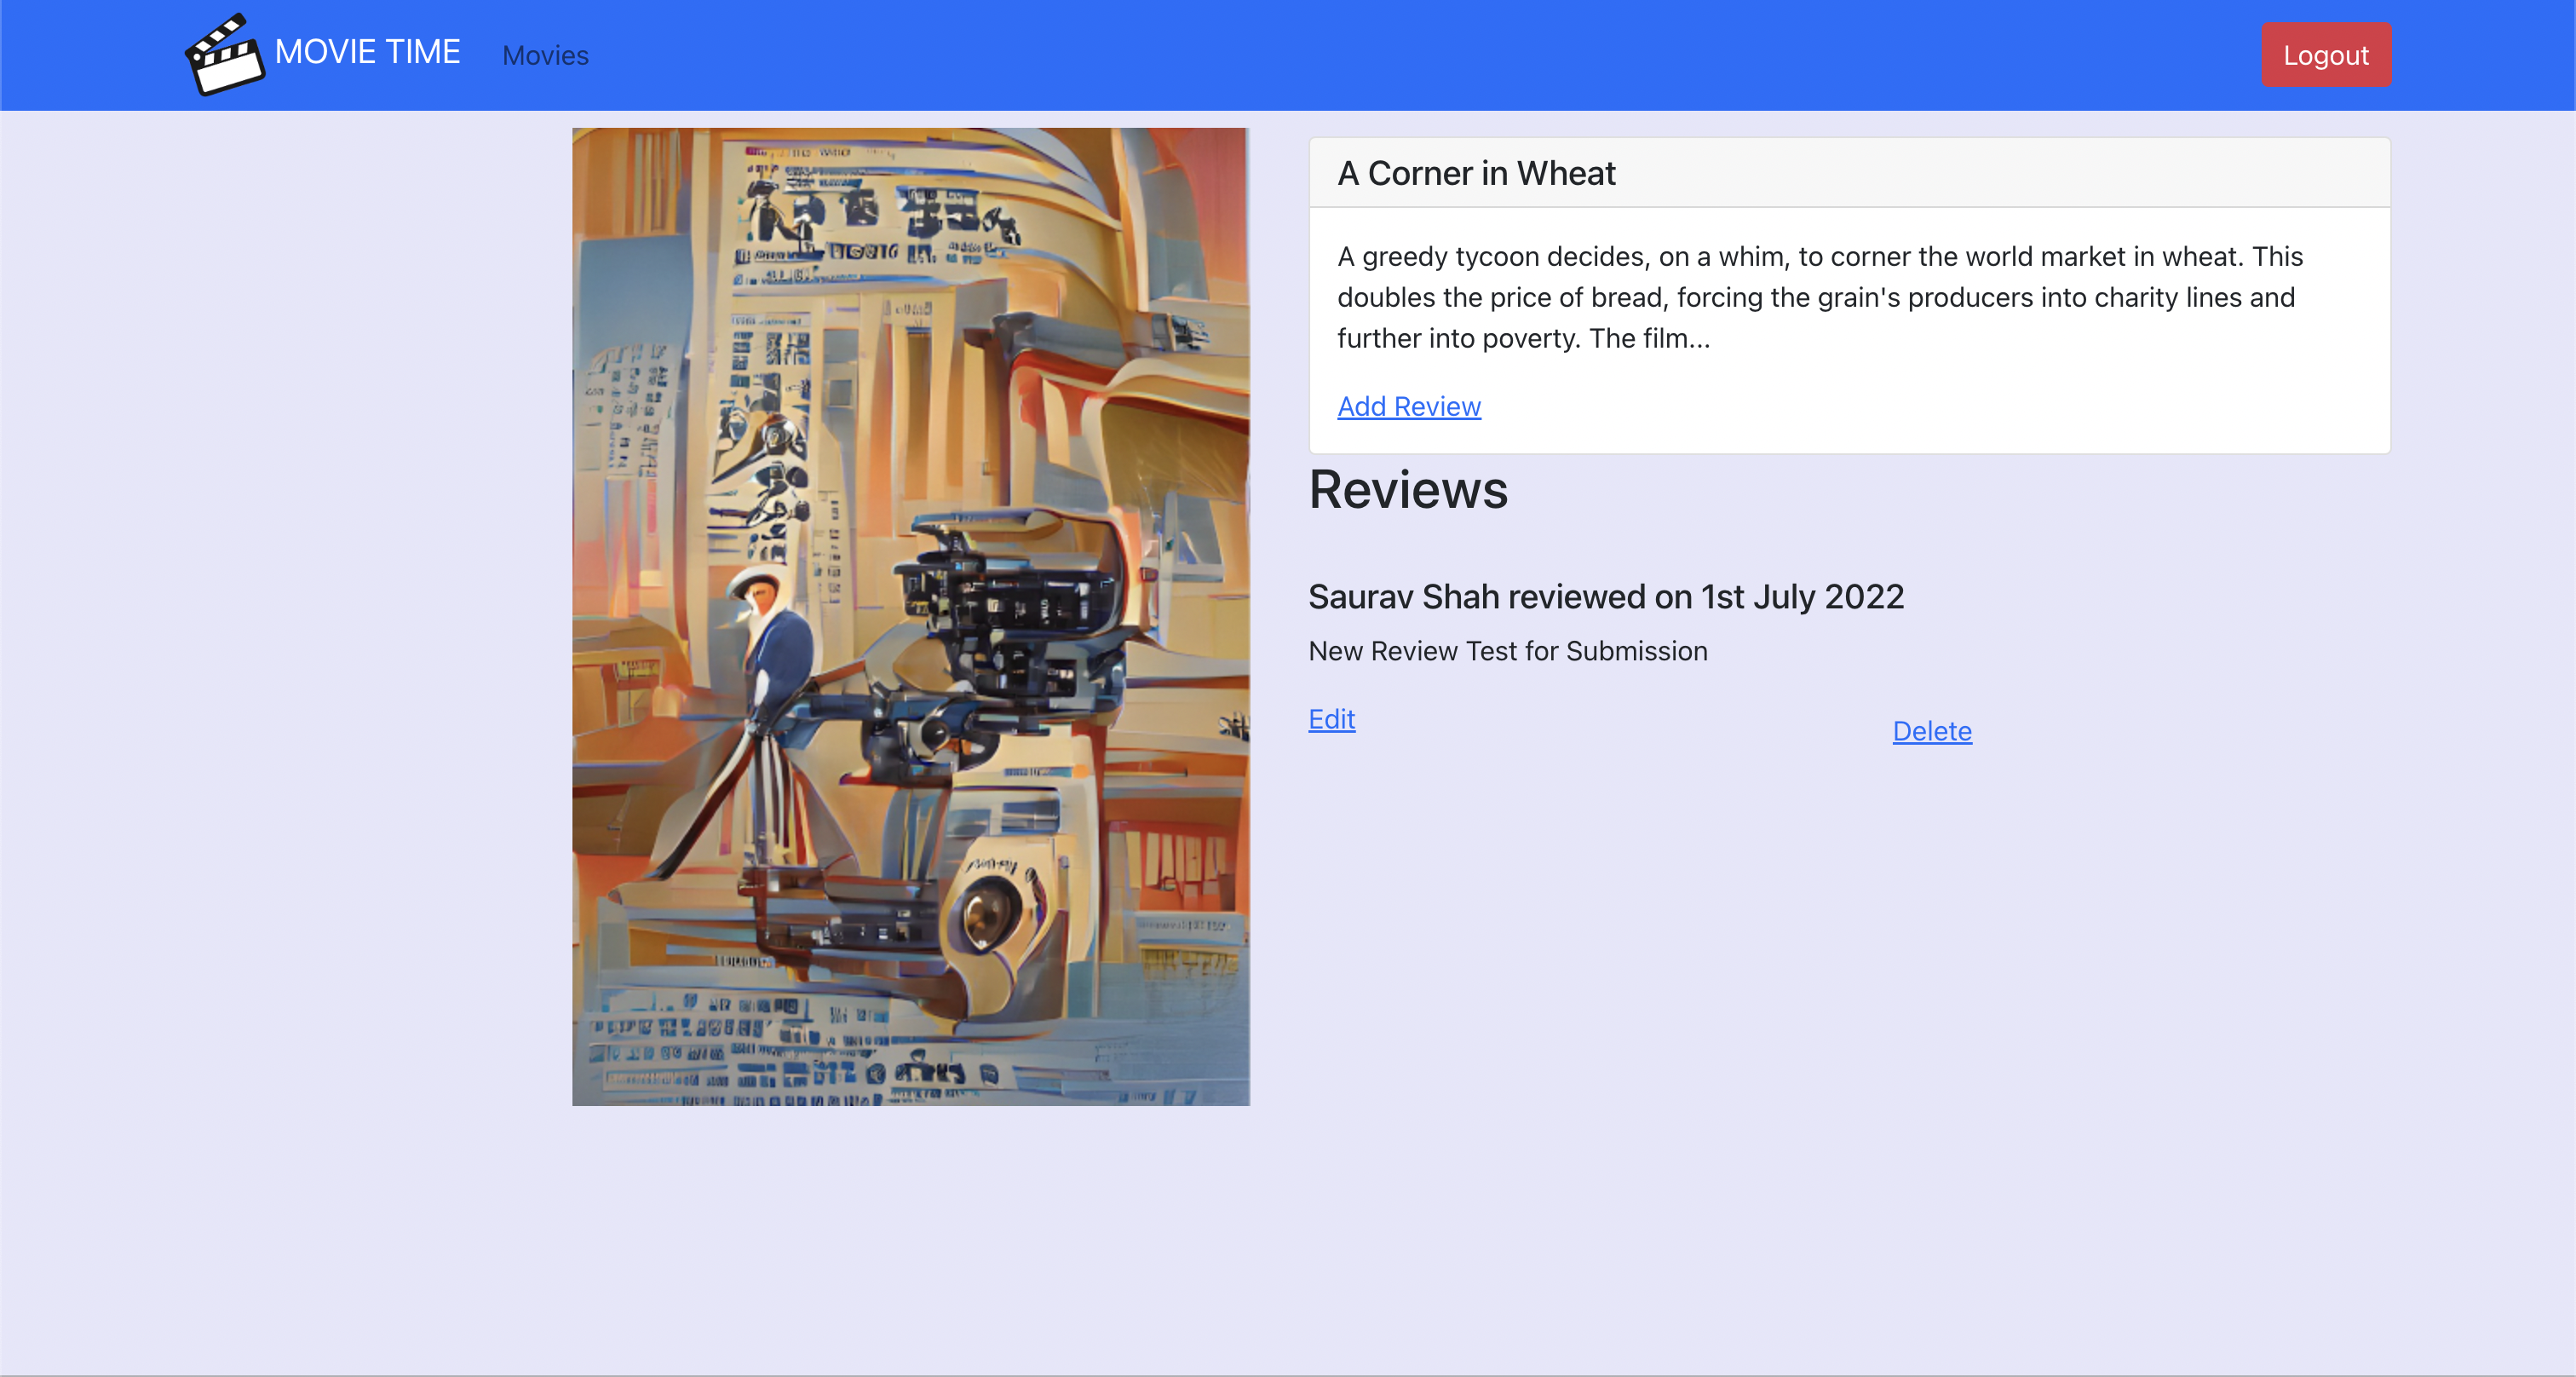 MOVIE TIME
Movies
Logout
A Corner in Wheat
A greedy tycoon decides, on a whim, to corner the world market in wheat. This
doubles the price of bread, forcing the grain's producers into charity lines and
further into poverty. The film...
Add Review
Reviews
Saurav Shah reviewed on 1st July 2022
New Review Test for Submission
Edit
Delete